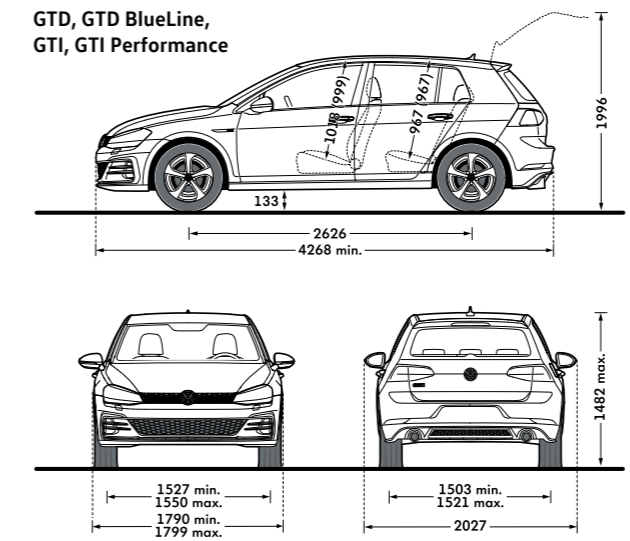 GTD, GTD BlueLine,
GTI, GTI Performance
1018 (999)
967 (967)
1996
133
2626
4268 min.
1482 max.
1527 min.
1550 max.
1790 min.
1799 max.
1503 min.
1521 max.
2027